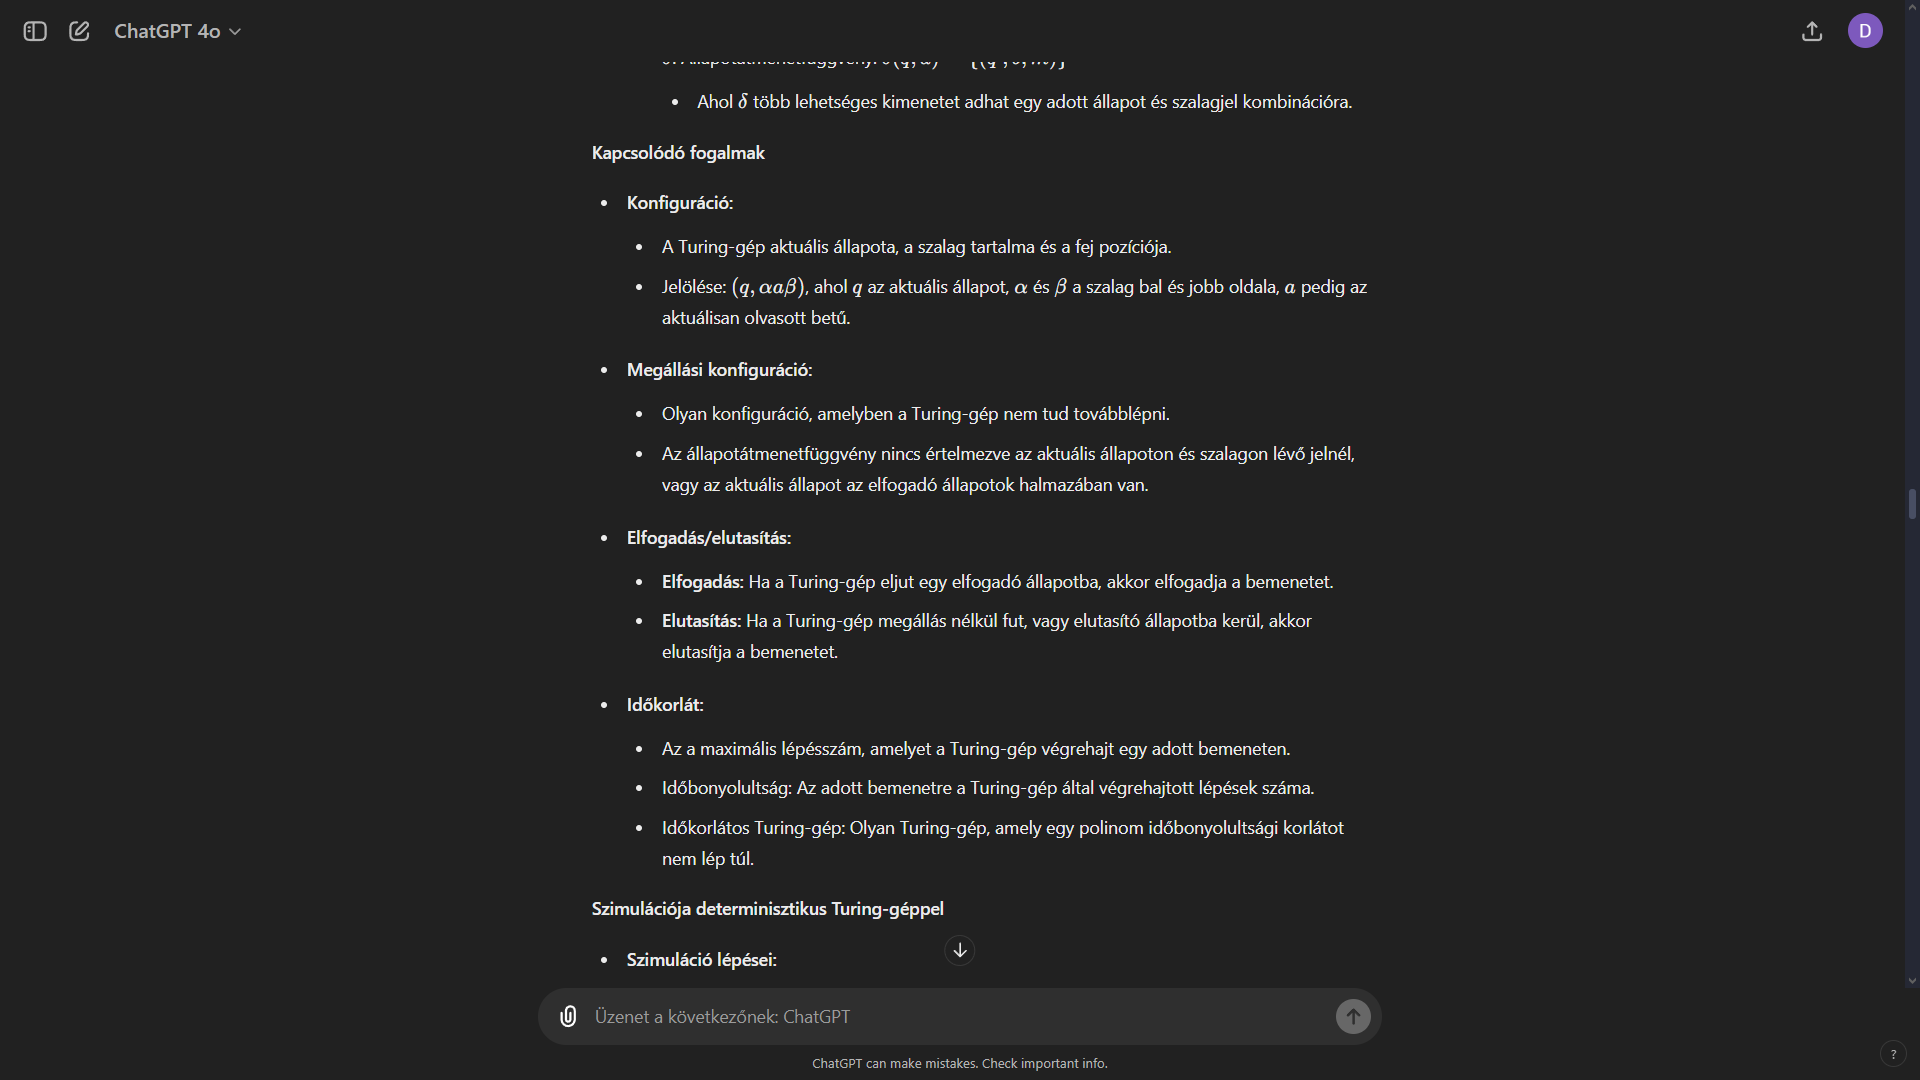 ChatGPT 4o
D
Ahol δ több lehetséges kimenetet adhat egy adott állapot és szalagjel kombinációra.
Kapcsolódó fogalmak
Konfiguráció:
A Turing-gép aktuális állapota, a szalag tartalma és a fej pozíciója.
Jelölése: (q, αaβ), ahol q az aktuális állapot, α és β a szalag bal és jobb oldala, a pedig az
aktuálisan olvasott betű.
Megállási konfiguráció:
Olyan konfiguráció, amelyben a Turing-gép nem tud továbblépni.
Az állapotátmenetfüggvény nincs értelmezve az aktuális állapoton és szalagon lévő jelnél,
vagy az aktuális állapot az elfogadó állapotok halmazában van.
Elfogadás/elutasítás:
Elfogadás: Ha a Turing-gép eljut egy elfogadó állapotba, akkor elfogadja a bemenetet.
Elutasítás: Ha a Turing-gép megállás nélkül fut, vagy elutasító állapotba kerül, akkor
elutasítja a bemenetet.
Időkorlát:
Az a maximális lépésszám, amelyet a Turing-gép végrehajt egy adott bemeneten.
Időbonyolultság: Az adott bemenetre a Turing-gép által végrehajtott lépések száma.
Időkorlátos Turing-gép: Olyan Turing-gép, amely egy polinom időbonyolultsági korlátot
nem lép túl.
Szimulációja determinisztikus Turing-géppel
Szimuláció lépései:
Üzenet a következőnek: ChatGPT
ChatGPT can make mistakes. Check important info.
?